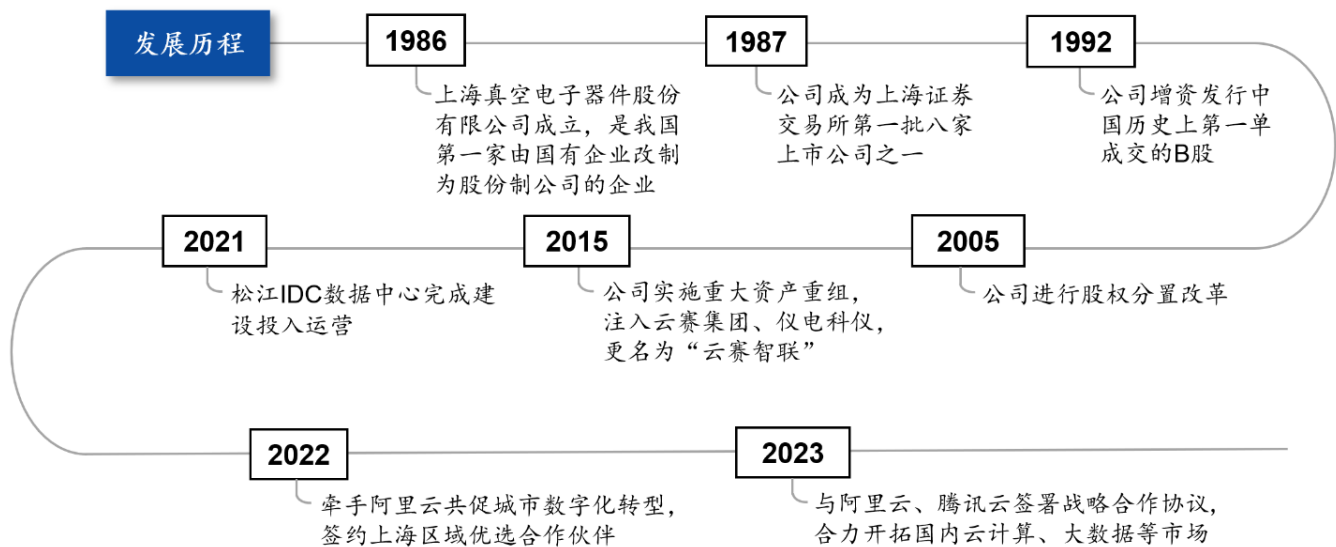 发展历程
1986
上海真空电子器件股份
有限公司成立，是我国
第一家由国有企业改制
为股份制公司的企业
1987
公司成为上海证券
交易所第一批八家
上市公司之一
1992
公司增资发行中
国历史上第一单
成交的B股
2005
公司进行股权分置改革
2015
公司实施重大资产重组，
注入云赛集团、仪电科仪，
更名为“云赛智联”
2021
松江IDC数据中心完成建
设投入运营
2022
牵手阿里云共促城市数字化转型，
签约上海区域优选合作伙伴
2023
与阿里云、腾讯云签署战略合作协议，
合力开拓国内云计算、大数据等市场